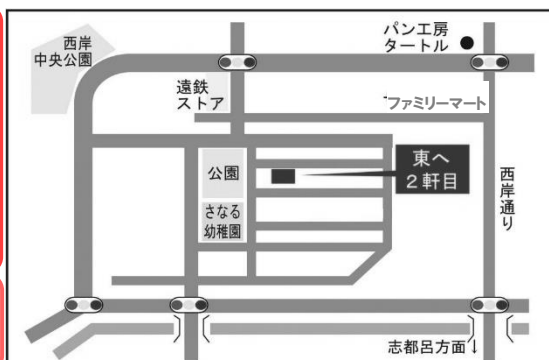 西岸
中央公園
パン工房
タートル
遠鉄
ストア
ファミリーマート
公園
東へ
2軒目
さなる
幼稚園
西岸通り
志都呂方面↓